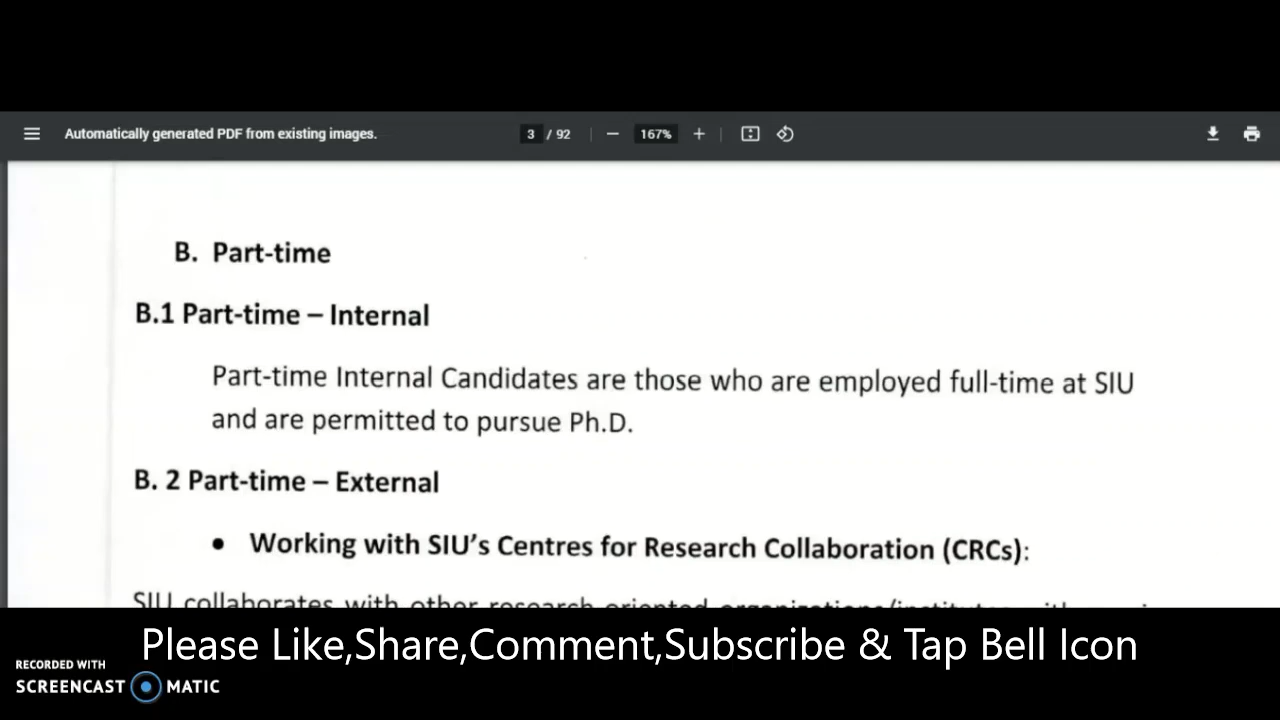 Automatically generated PDF from existing images.
3 / 92
167%
B. Part-time
B.1 Part-time – Internal
Part-time Internal Candidates are those who are employed full-time at SIU
and are permitted to pursue Ph.D.
B. 2 Part-time – External
• Working with SIU's Centres for Research Collaboration (CRCs):
SIU collaborates with other research oriented organizations/institutes
Please Like,Share,Comment,Subscribe & Tap Bell Icon
RECORDED WITH
SCREENCAST MATIC